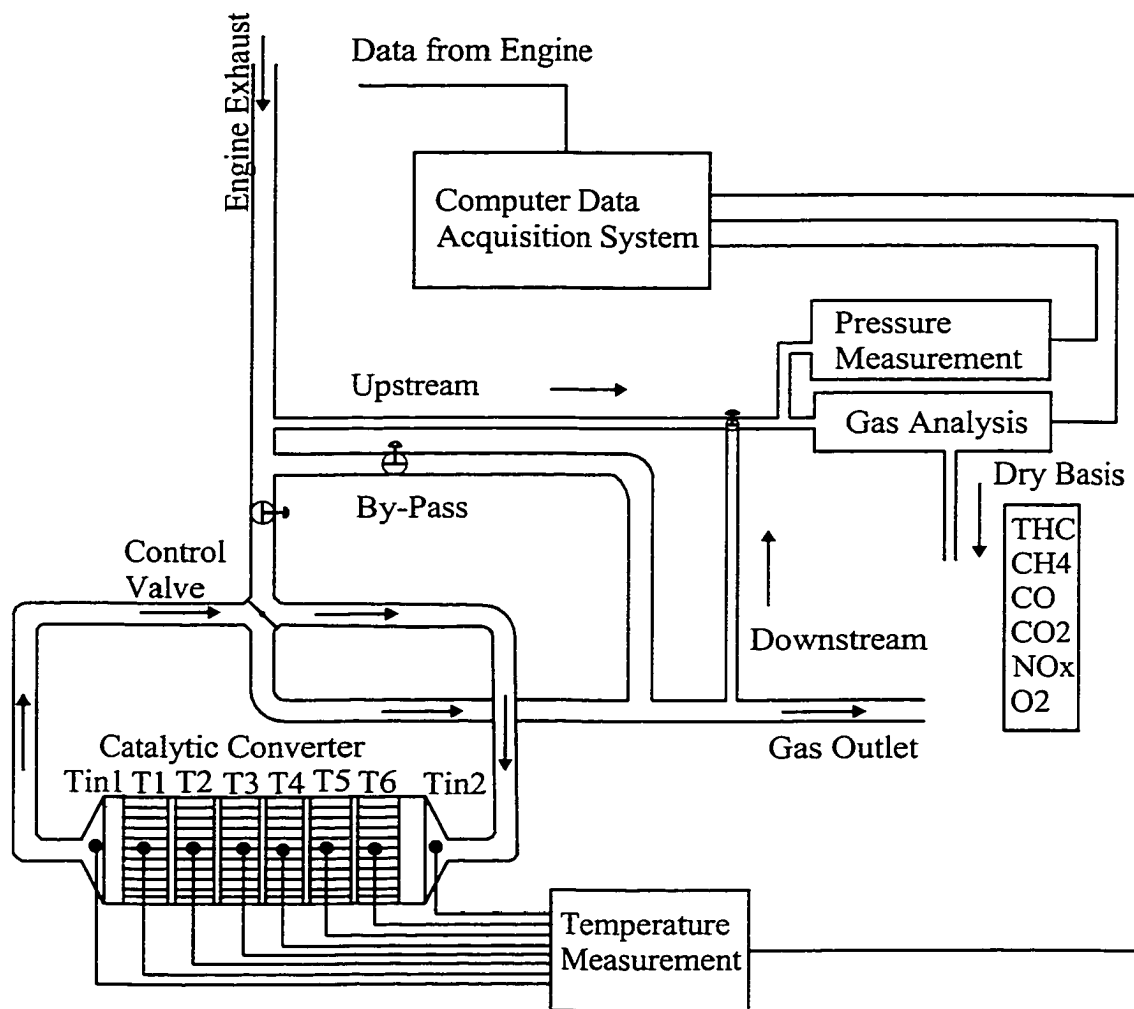 Engine Exhaust
Data from Engine
Computer Data
Acquisition System
Pressure
Measurement
Upstream
Gas Analysis
By-Pass
Dry Basis
THC
CH4
CO
CO2
NOx
O2
Control
Valve
Downstream
Gas Outlet
Catalytic Converter
Tin1 T1 T2 T3 T4 T5 T6 Tin2
Temperature
Measurement